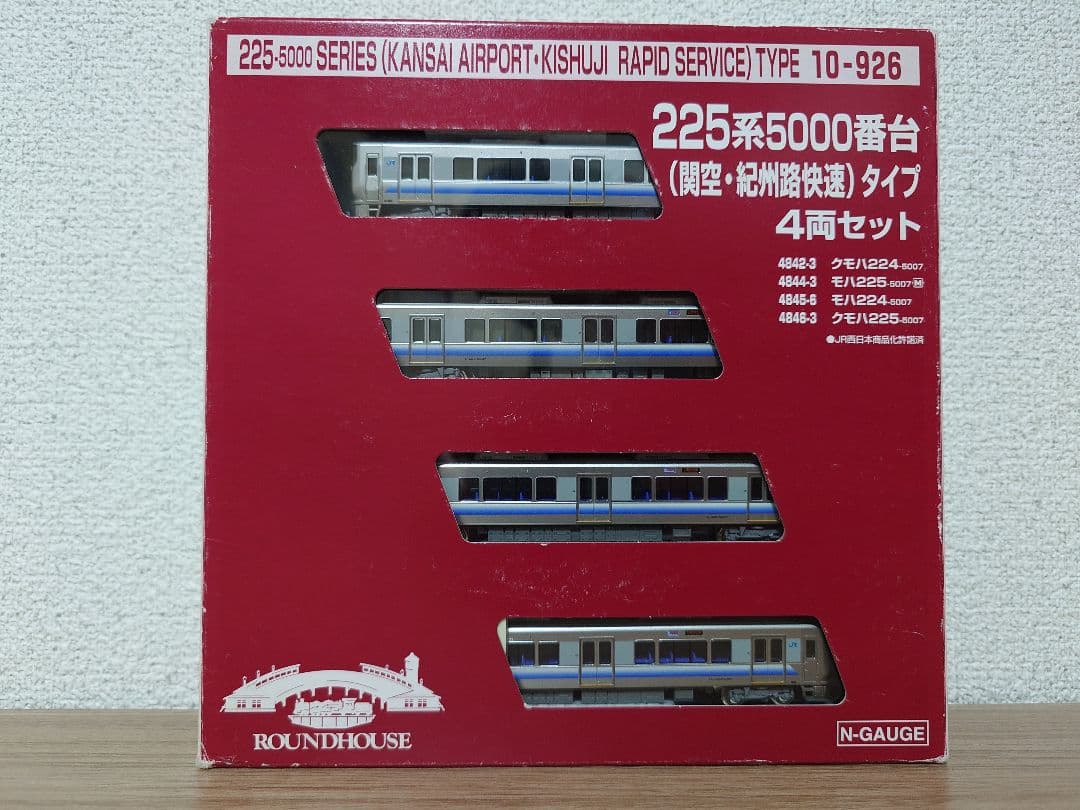 225-5000 SERIES (KANSAI AIRPORT・KISHUJI RAPID SERVICE) TYPE 10-926
225系5000番台
(関空・紀州路快速)タイプ
4両セット
4842-3 クモハ224-5007
4844-3 モハ225-5007Ⓜ
4845-6 モハ224-5007
4846-3 クモハ225-5007
●JR西日本商品化許諾済
JR
JR
ROUNDHOUSE
N-GAUGE